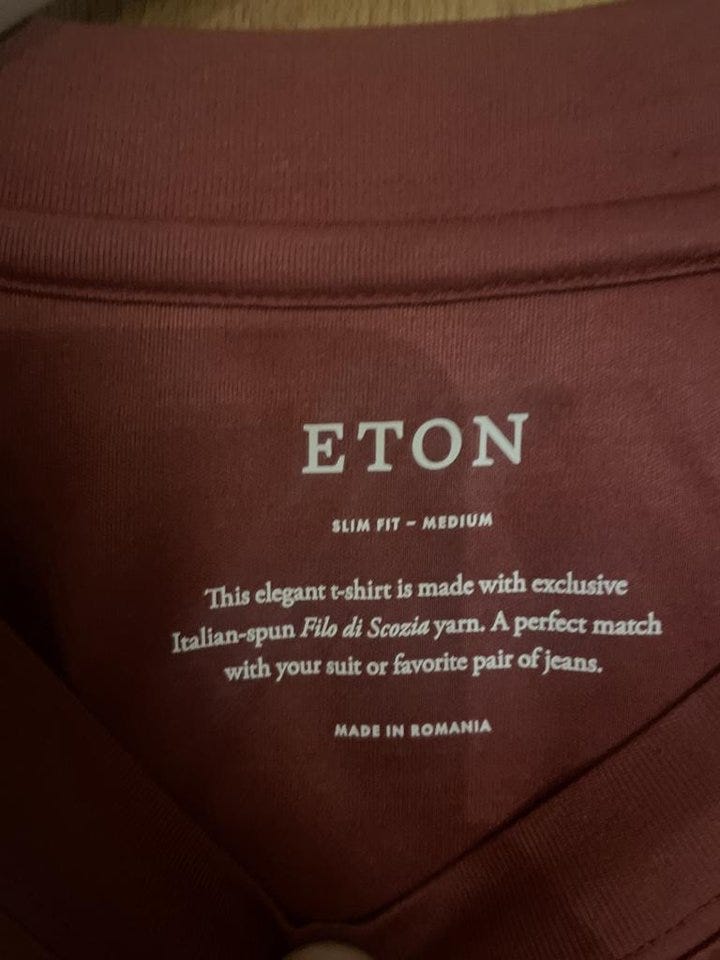 ETON
SLIM FIT – MEDIUM
This elegant t-shirt is made with exclusive
Italian-spun Filo di Scozia yarn. A perfect match
with your suit or favorite pair of jeans.
MADE IN ROMANIA